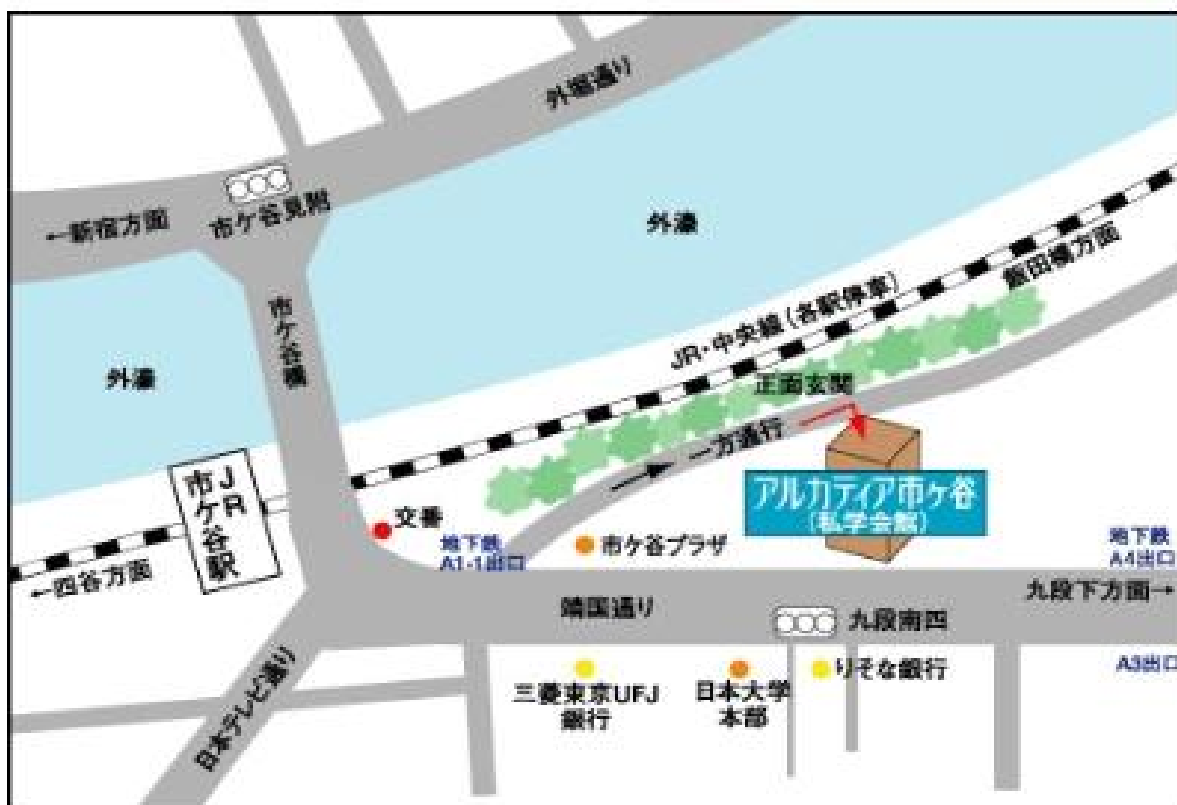 外堀通り
市ケ谷見附
←新宿方面
外濠
市ケ谷橋
外濠
飯田橋方面
JR・中央線（各駅停車）
正面玄関
一方通行
アルカディア市ヶ谷
（私学会館）
JR
市ケ谷駅
交番
地下鉄
A1-1出口
市ケ谷プラザ
地下鉄
A4出口
←四谷方面
九段下方面→
靖国通り
九段南四
A3出口
三菱東京UFJ
銀行
日本大学
本部
りそな銀行
日本テレビ通り